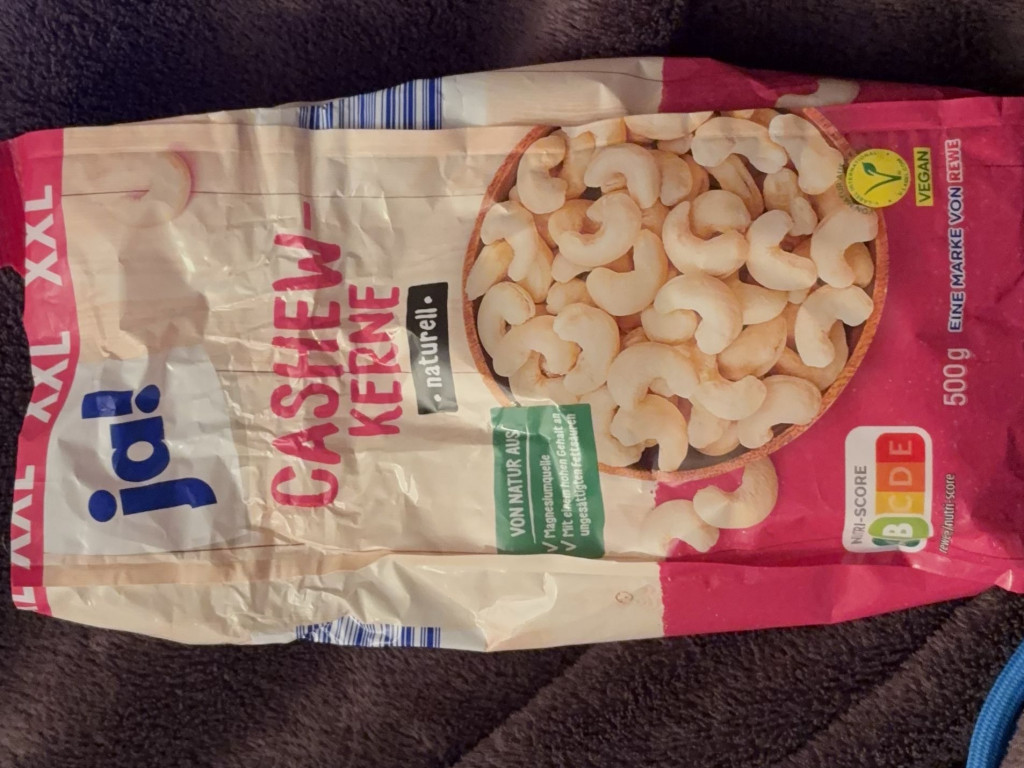 XXL XXL XXL
ja!
CASHEW-
KERNE
• naturell •
VON NATUR AUS
✓ Magnesiumquelle
✓ Mit einem hohen Gehalt an
ungesättigten Fettsäuren
VEGAN
NUTRI-SCORE
B C D E
500g EINE MARKE VON REWE